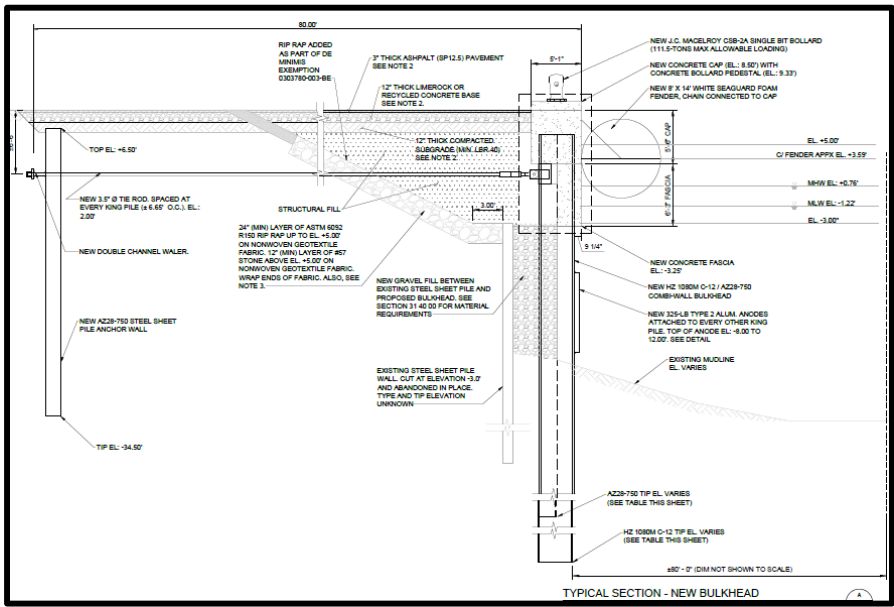 80.00'
5'-1"
RIP RAP ADDED
AS PART OF DE
MINIMIS
EXEMPTION
0303780-003-BE
3" THICK ASHPALT (SP12.5) PAVEMENT
SEE NOTE 2
12" THICK LIMEROCK OR
RECYCLED CONCRETE BASE
SEE NOTE 2.
12" THICK COMPACTED
SUBGRADE (MIN. LBR 40)
SEE NOTE 2
NEW J.C. MACELROY CSB-2A SINGLE BIT BOLLARD
(111.5-TONS MAX ALLOWABLE LOADING)
NEW CONCRETE CAP (EL.: 8.50') WITH
CONCRETE BOLLARD PEDESTAL (EL.: 9.33')
NEW 8' X 14' WHITE SEAGUARD FOAM
FENDER, CHAIN CONNECTED TO CAP
5'-6" CAP
6'-3" FASCIA
EL. +5.00'
C/ FENDER APPX EL. +3.59'
MHW EL: +0.76'
MLW EL: -1.22'
EL. -3.00'
9 1/4"
TOP EL: +6.50'
NEW 3.5" Ø TIE ROD. SPACED AT
EVERY KING PILE (± 6.65' O.C.). EL.:
2.00'
NEW DOUBLE CHANNEL WALER.
NEW AZ28-750 STEEL SHEET
PILE ANCHOR WALL
TIP EL: -34.50'
STRUCTURAL FILL
3.00'
24" (MIN) LAYER OF ASTM 6092
R150 RIP RAP UP TO EL. +5.00'
ON NONWOVEN GEOTEXTILE
FABRIC. 12" (MIN) LAYER OF #57
STONE ABOVE EL. +5.00' ON
NONWOVEN GEOTEXTILE FABRIC.
WRAP ENDS OF FABRIC. ALSO, SEE
NOTE 3.
NEW GRAVEL FILL BETWEEN
EXISTING STEEL SHEET PILE AND
PROPOSED BULKHEAD. SEE
SECTION 31 40 00 FOR MATERIAL
REQUIREMENTS
EXISTING STEEL SHEET PILE
WALL. CUT AT ELEVATION -3.0'
AND ABANDONED IN PLACE.
TYPE AND TIP ELEVATION
UNKNOWN
NEW CONCRETE FASCIA
EL.: -3.25'
NEW HZ 1080M C-12 / AZ28-750
COMBI-WALL BULKHEAD
NEW 325-LB TYPE 2 ALUM. ANODES
ATTACHED TO EVERY OTHER KING
PILE. TOP OF ANODE EL: -8.00 TO
12.00'. SEE DETAIL
EXISTING MUDLINE
EL. VARIES
AZ28-750 TIP EL. VARIES
(SEE TABLE THIS SHEET)
HZ 1080M C-12 TIP EL. VARIES
(SEE TABLE THIS SHEET)
±80' - 0" (DIM NOT SHOWN TO SCALE)
TYPICAL SECTION - NEW BULKHEAD
A